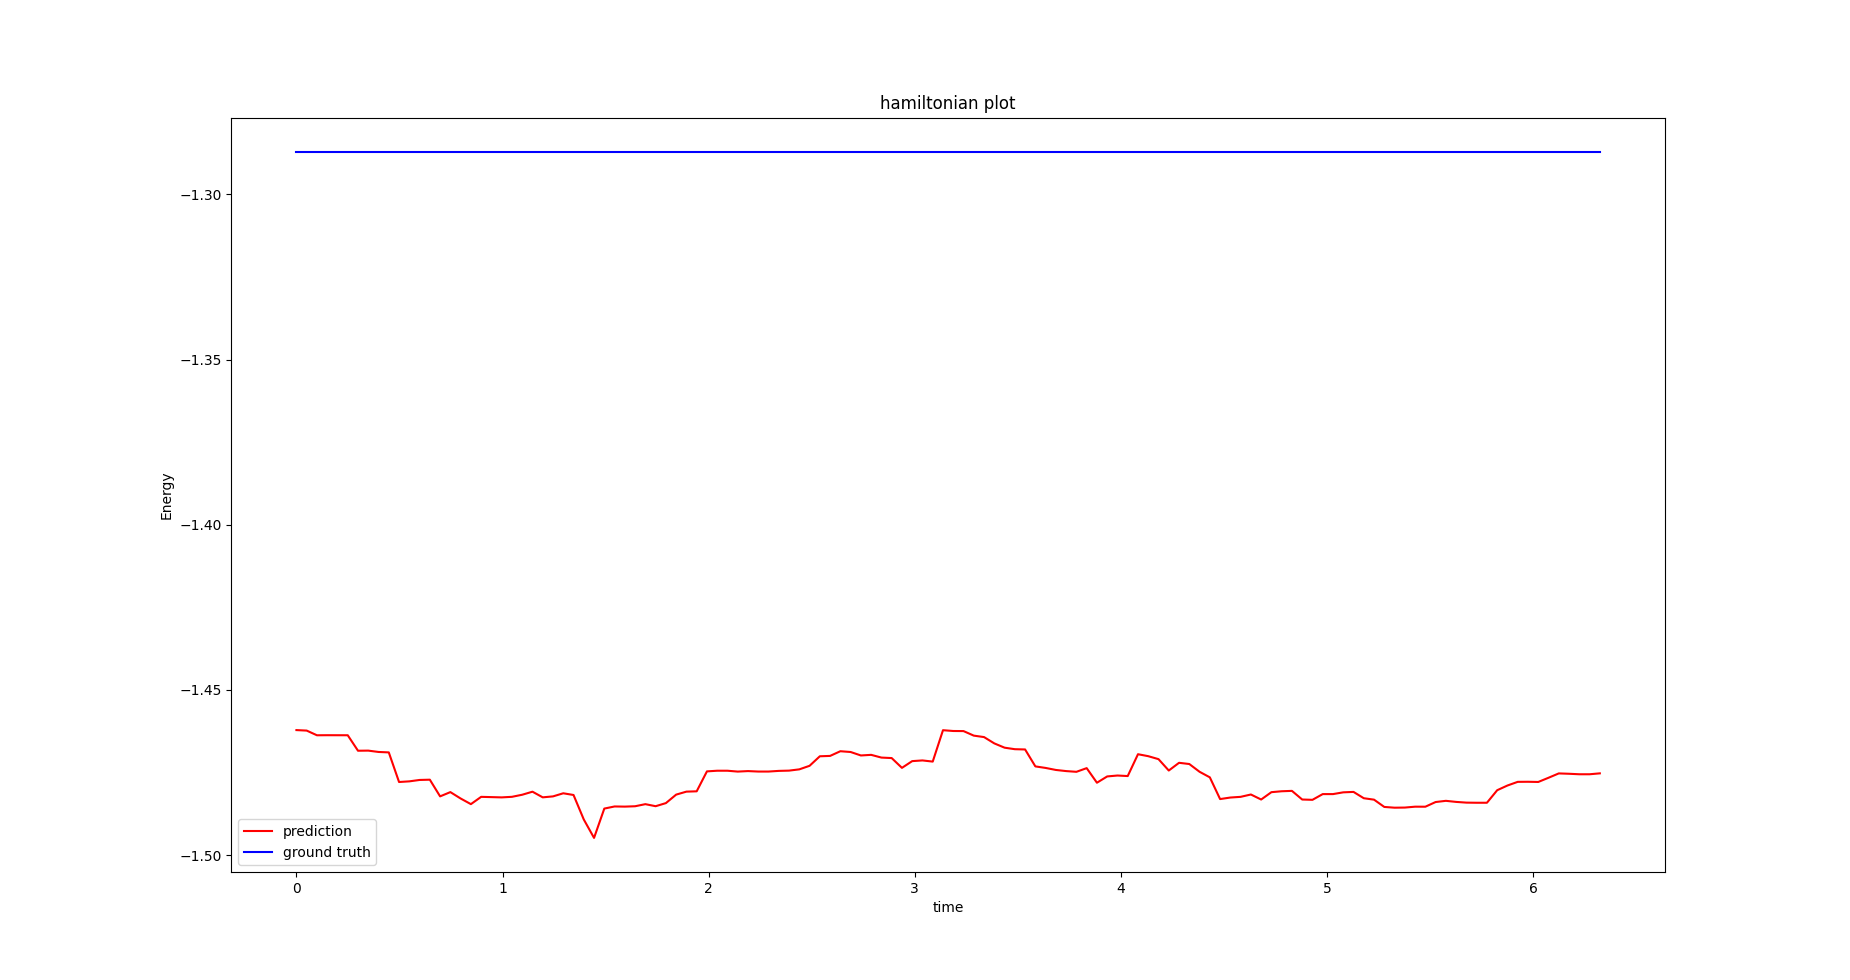 hamiltonian plot
Energy
−1.30
−1.35
−1.40
−1.45
−1.50
prediction
ground truth
0 1 2 3 4 5 6
time